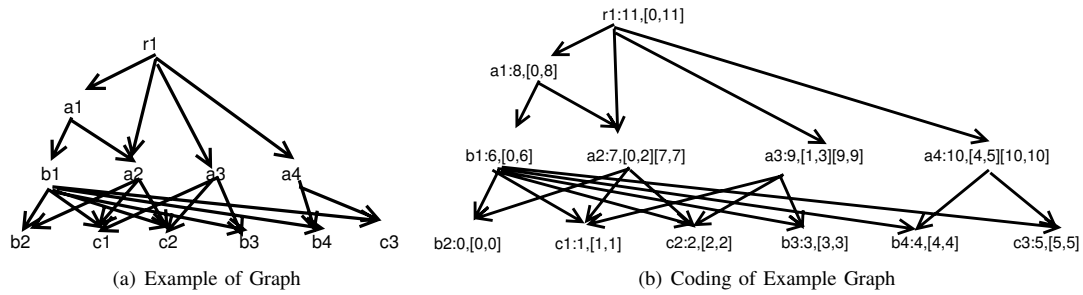 r1
a1
b1 a2 a3 a4
b2 c1 c2 b3 b4 c3
(a) Example of Graph
r1:11,[0,11]
a1:8,[0,8]
b1:6,[0,6] a2:7,[0,2][7,7] a3:9,[1,3][9,9] a4:10,[4,5][10,10]
b2:0,[0,0] c1:1,[1,1] c2:2,[2,2] b3:3,[3,3] b4:4,[4,4] c3:5,[5,5]
(b) Coding of Example Graph